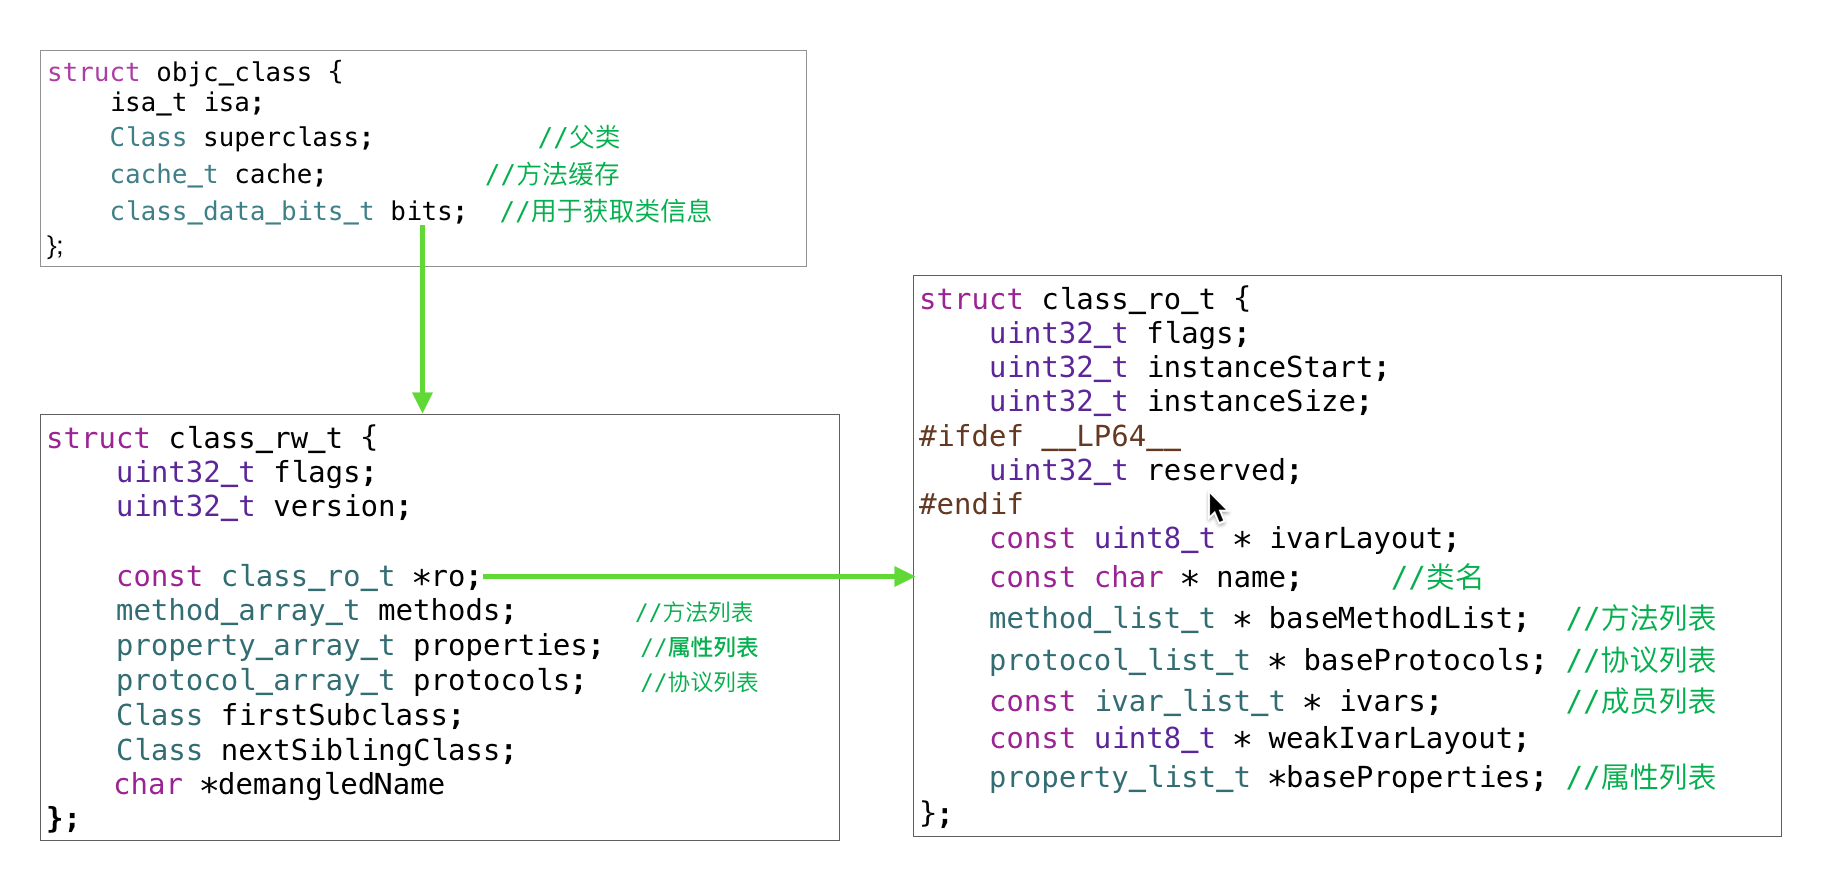 struct objc_class {
isa_t isa;
Class superclass; //父类
cache_t cache; //方法缓存
class_data_bits_t bits; //用于获取类信息
};
struct class_rw_t {
uint32_t flags;
uint32_t version;
const class_ro_t *ro;
method_array_t methods; //方法列表
property_array_t properties; //属性列表
protocol_array_t protocols; //协议列表
Class firstSubclass;
Class nextSiblingClass;
char *demangledName
};
struct class_ro_t {
uint32_t flags;
uint32_t instanceStart;
uint32_t instanceSize;
#ifdef __LP64__
uint32_t reserved;
#endif
const uint8_t * ivarLayout;
const char * name; //类名
method_list_t * baseMethodList; //方法列表
protocol_list_t * baseProtocols; //协议列表
const ivar_list_t * ivars; //成员列表
const uint8_t * weakIvarLayout;
property_list_t *baseProperties; //属性列表
};